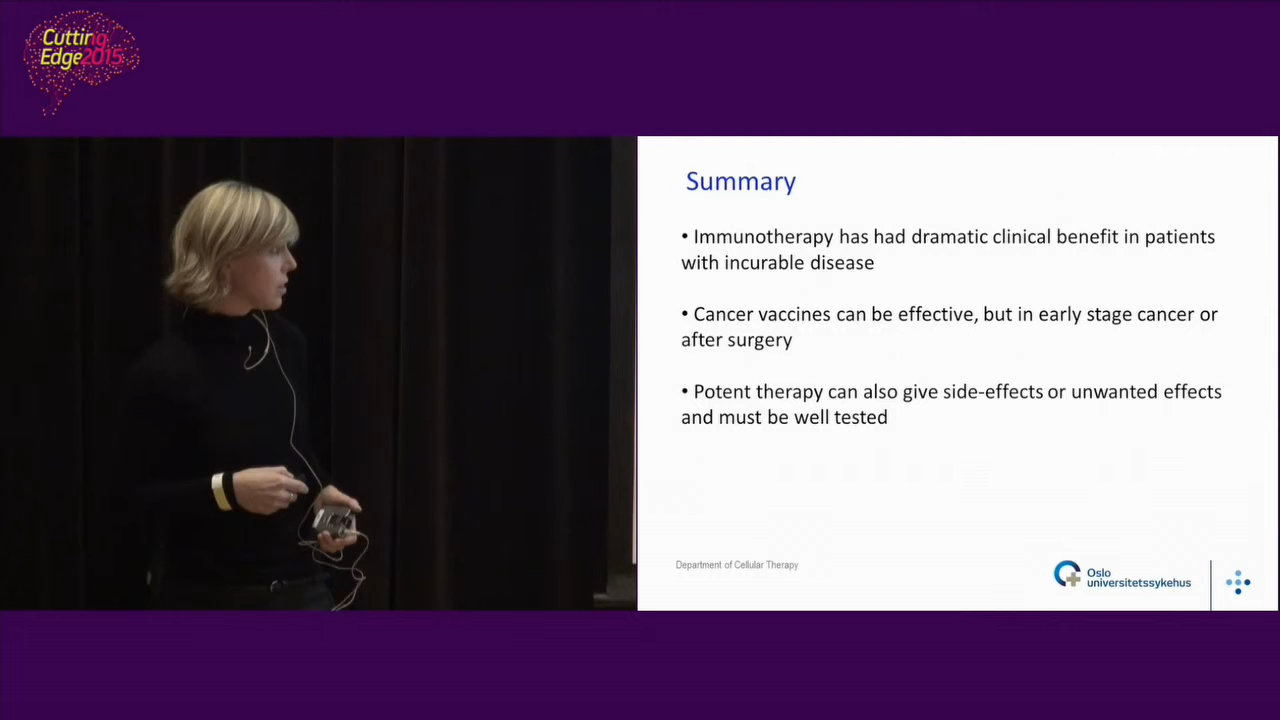 Cutting
Edge2015
Summary
• Immunotherapy has had dramatic clinical benefit in patients
with incurable disease
• Cancer vaccines can be effective, but in early stage cancer or
after surgery
• Potent therapy can also give side-effects or unwanted effects
and must be well tested
Department of Cellular Therapy
Oslo
universitetssykehus